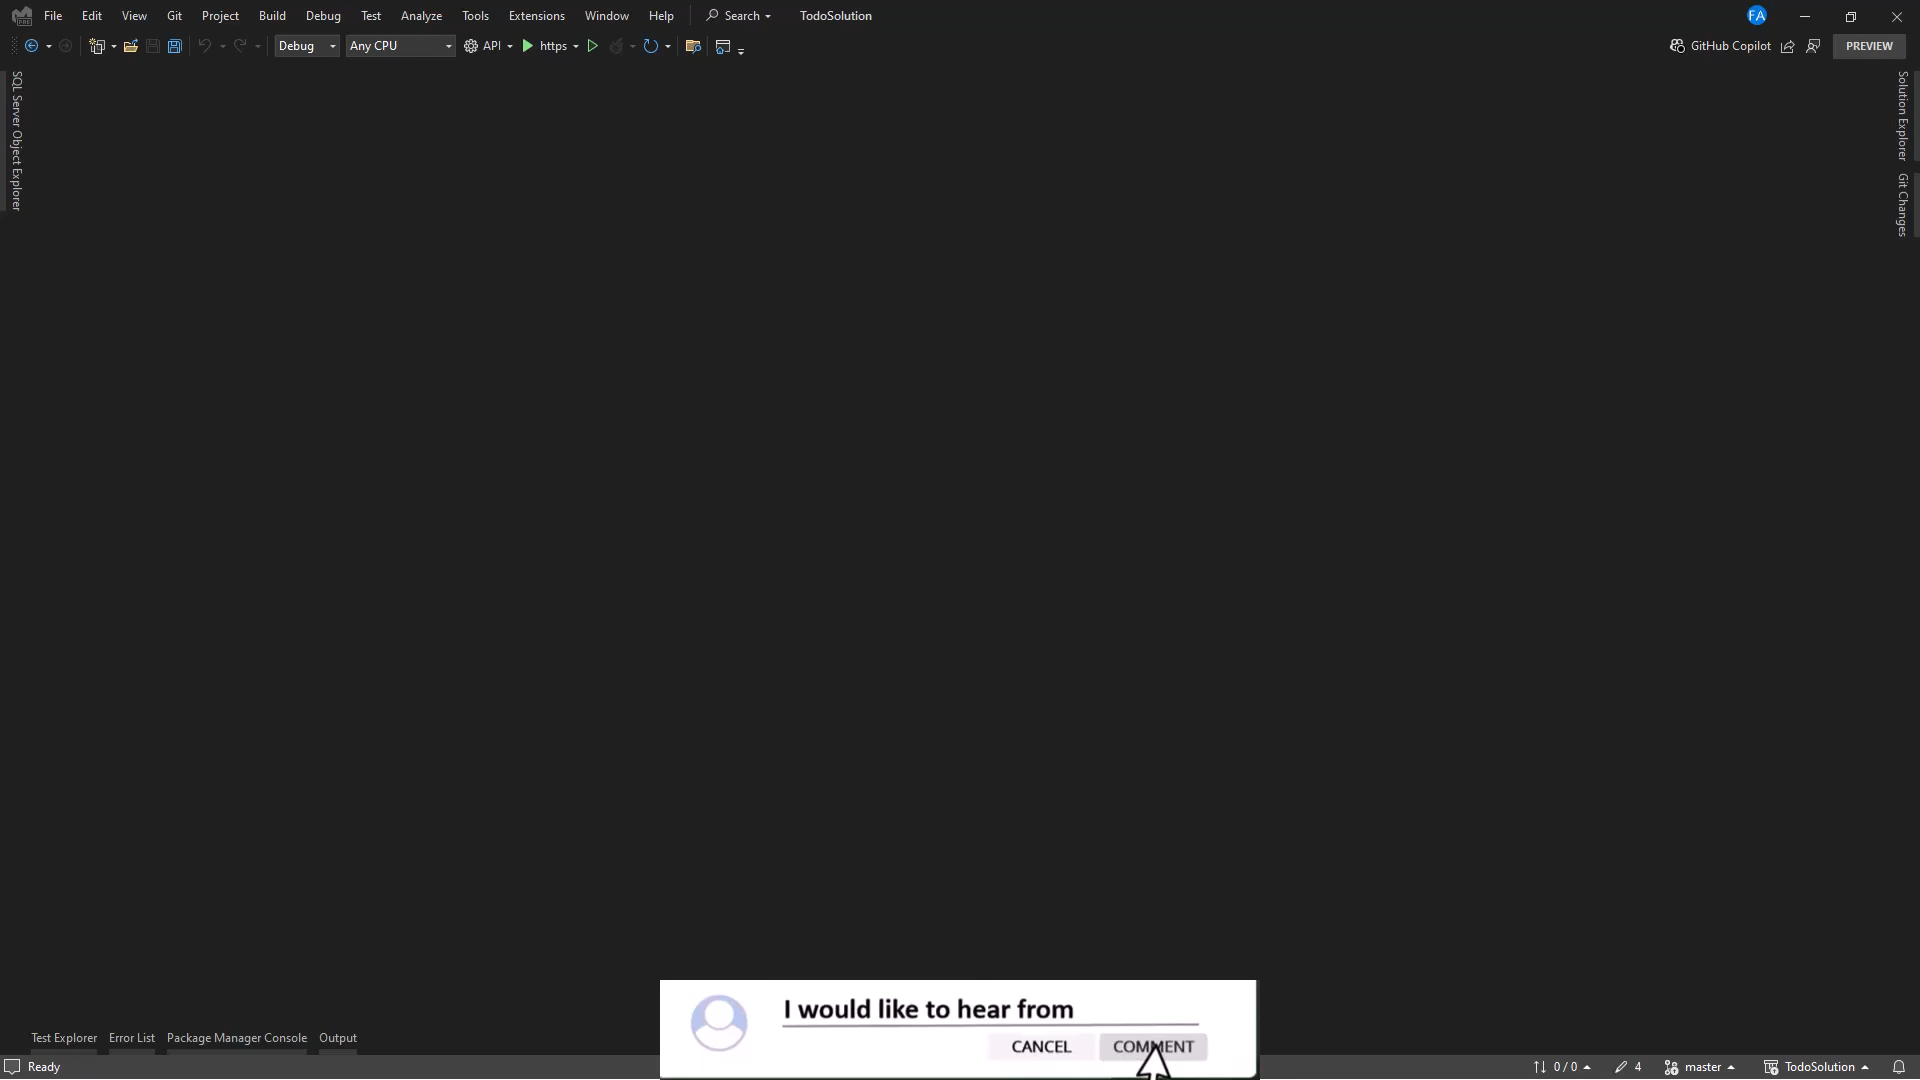 File Edit View Git Project Build Debug Test Analyze Tools Extensions Window Help Search TodoSolution FA
Debug Any CPU API https GitHub Copilot PREVIEW
SQL Server Object Explorer
Solution Explorer
Git Changes
I would like to hear from
CANCEL COMMENT
Test Explorer Error List Package Manager Console Output
Ready 0 / 0 4 master TodoSolution